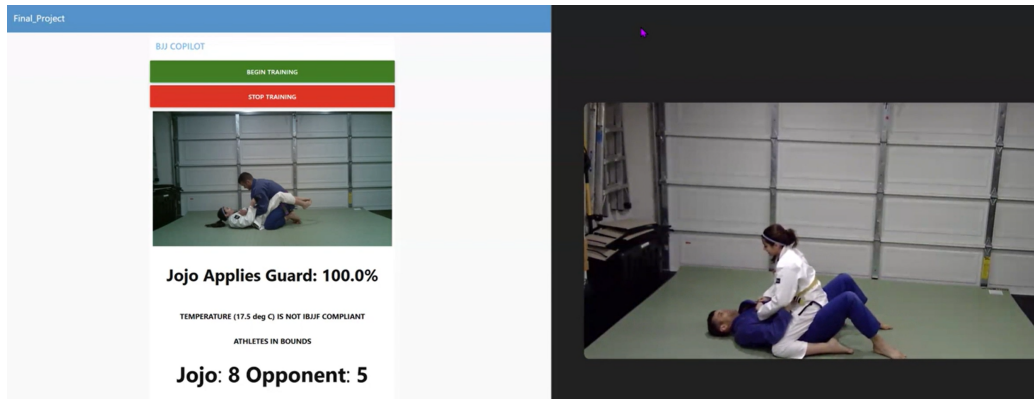 Final_Project
BJJ COPILOT
BEGIN TRAINING
STOP TRAINING
Jojo Applies Guard: 100.0%
TEMPERATURE (17.5 deg C) IS NOT IBJJF COMPLIANT
ATHLETES IN BOUNDS
Jojo: 8 Opponent: 5